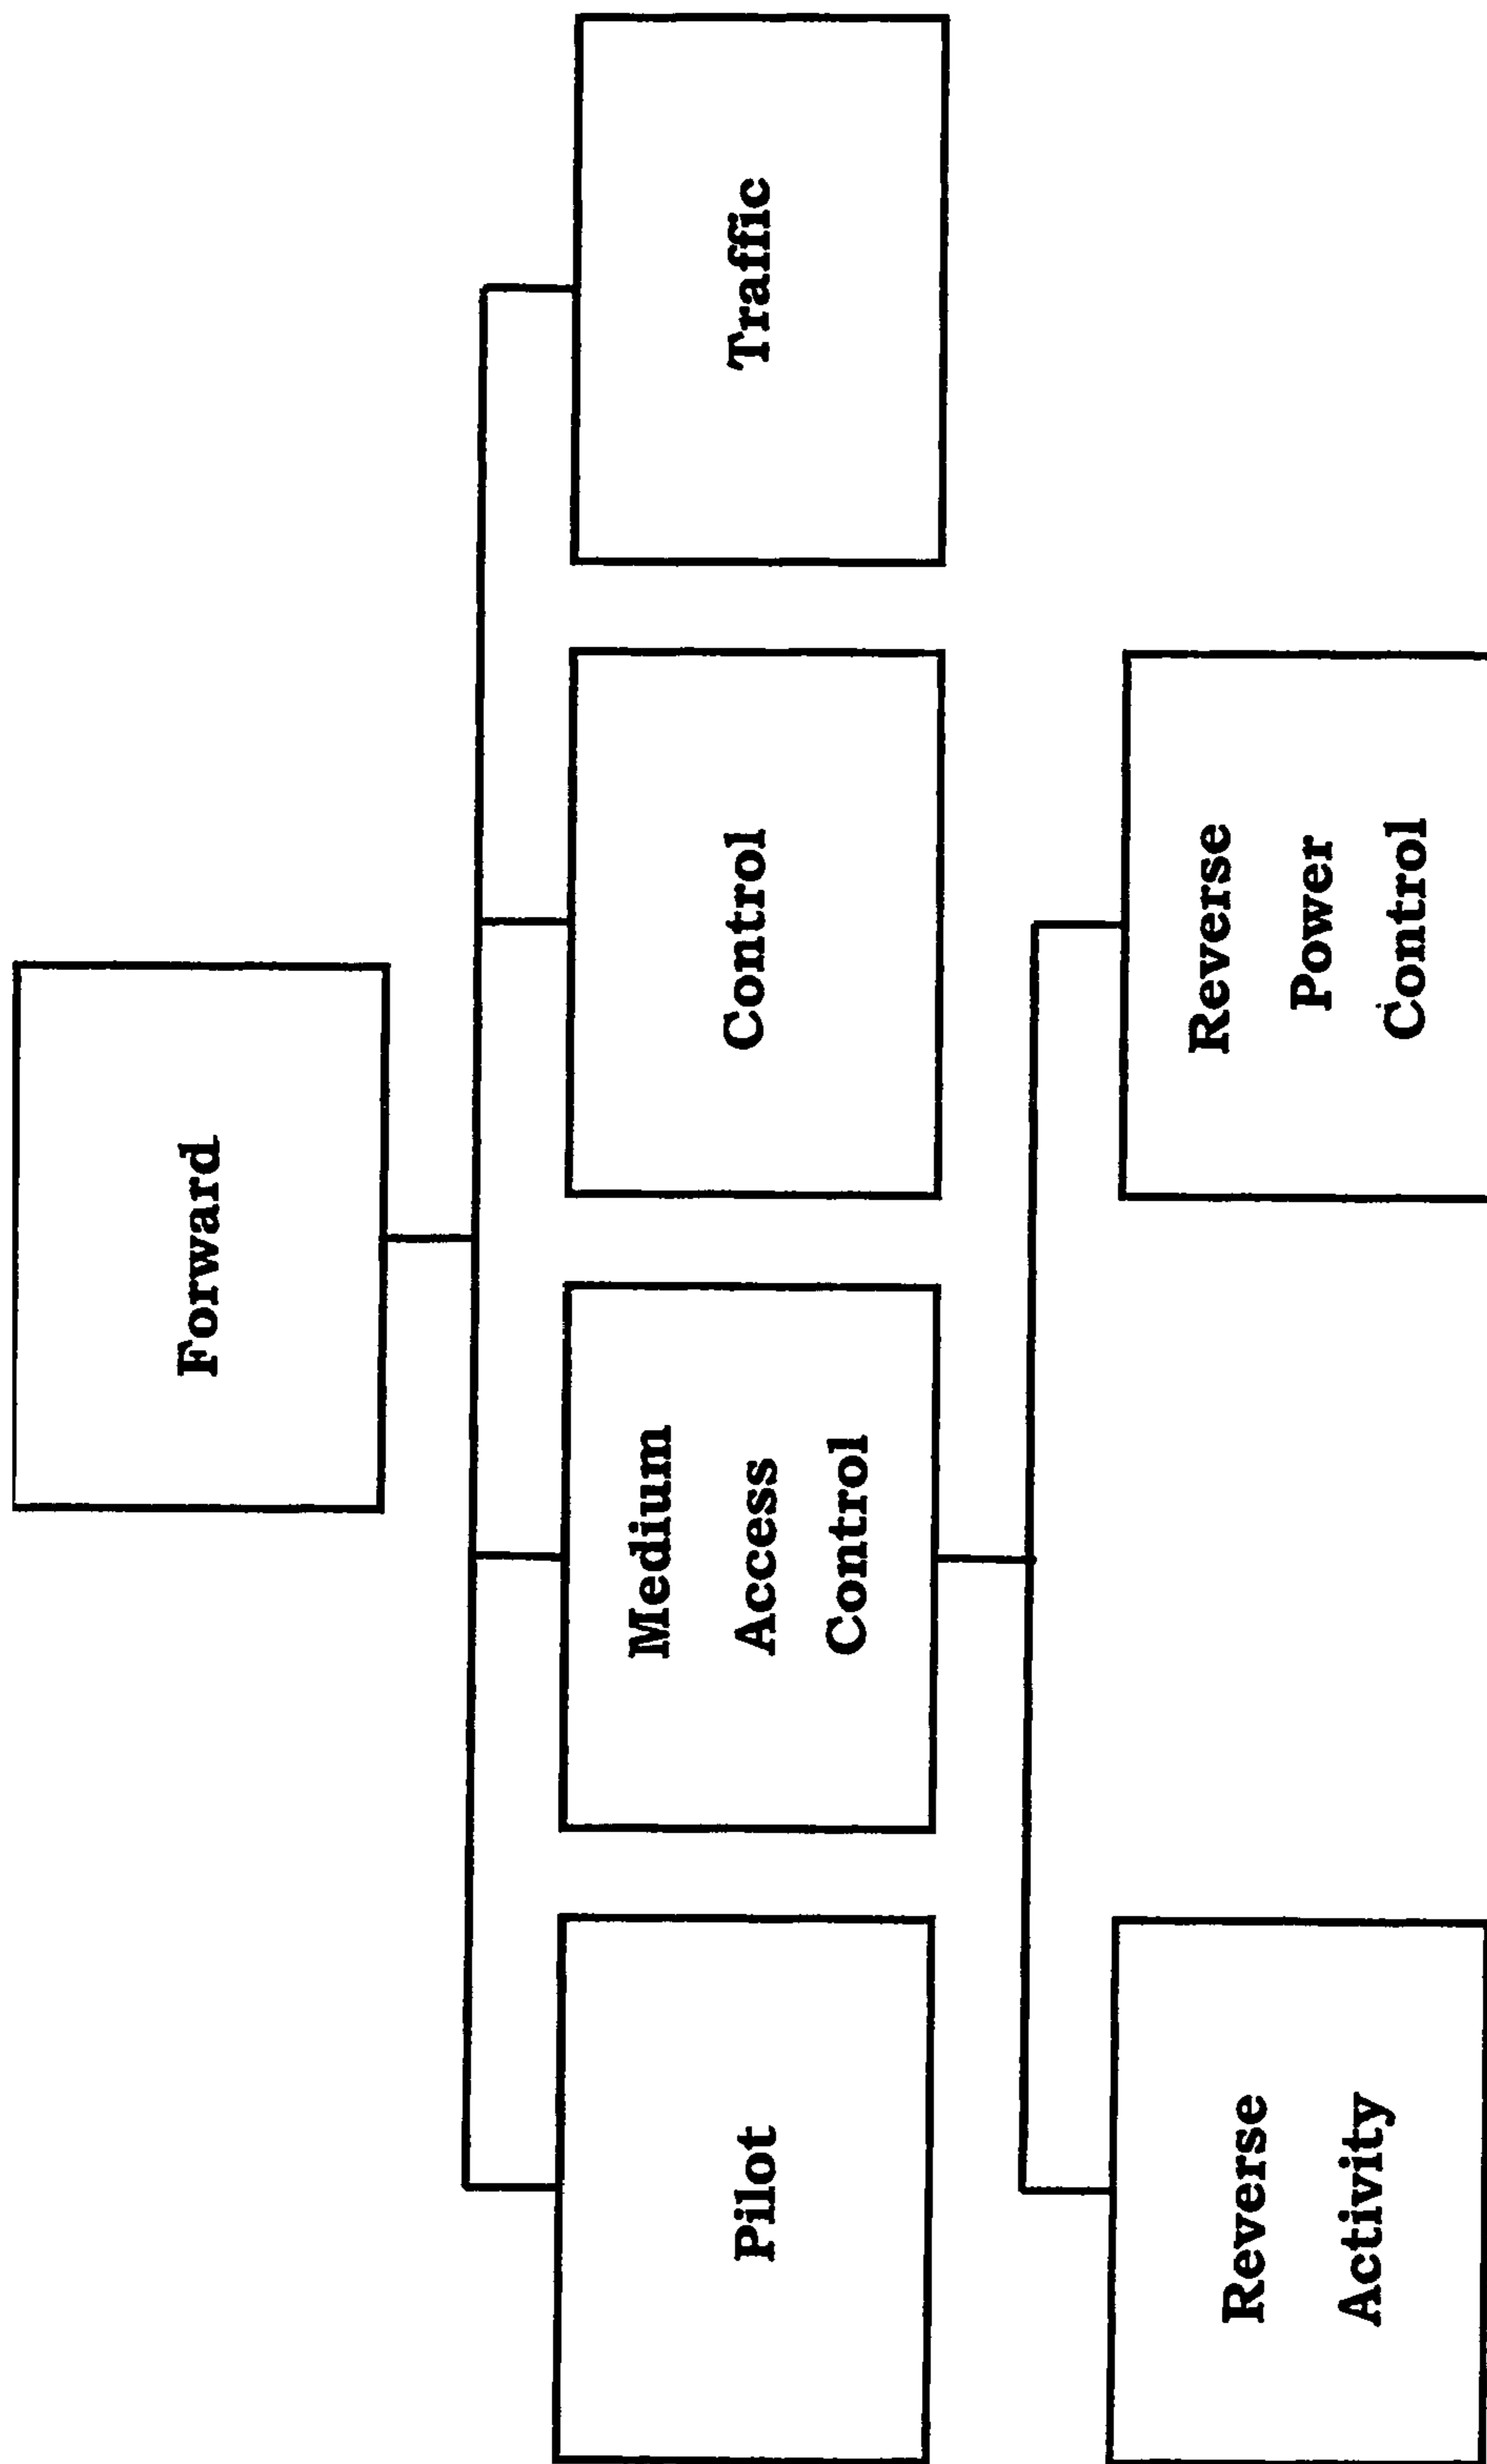 Forward
Pilot
Medium
Access
Control
Control
Traffic
Reverse
Activity
Reverse
Power
Control